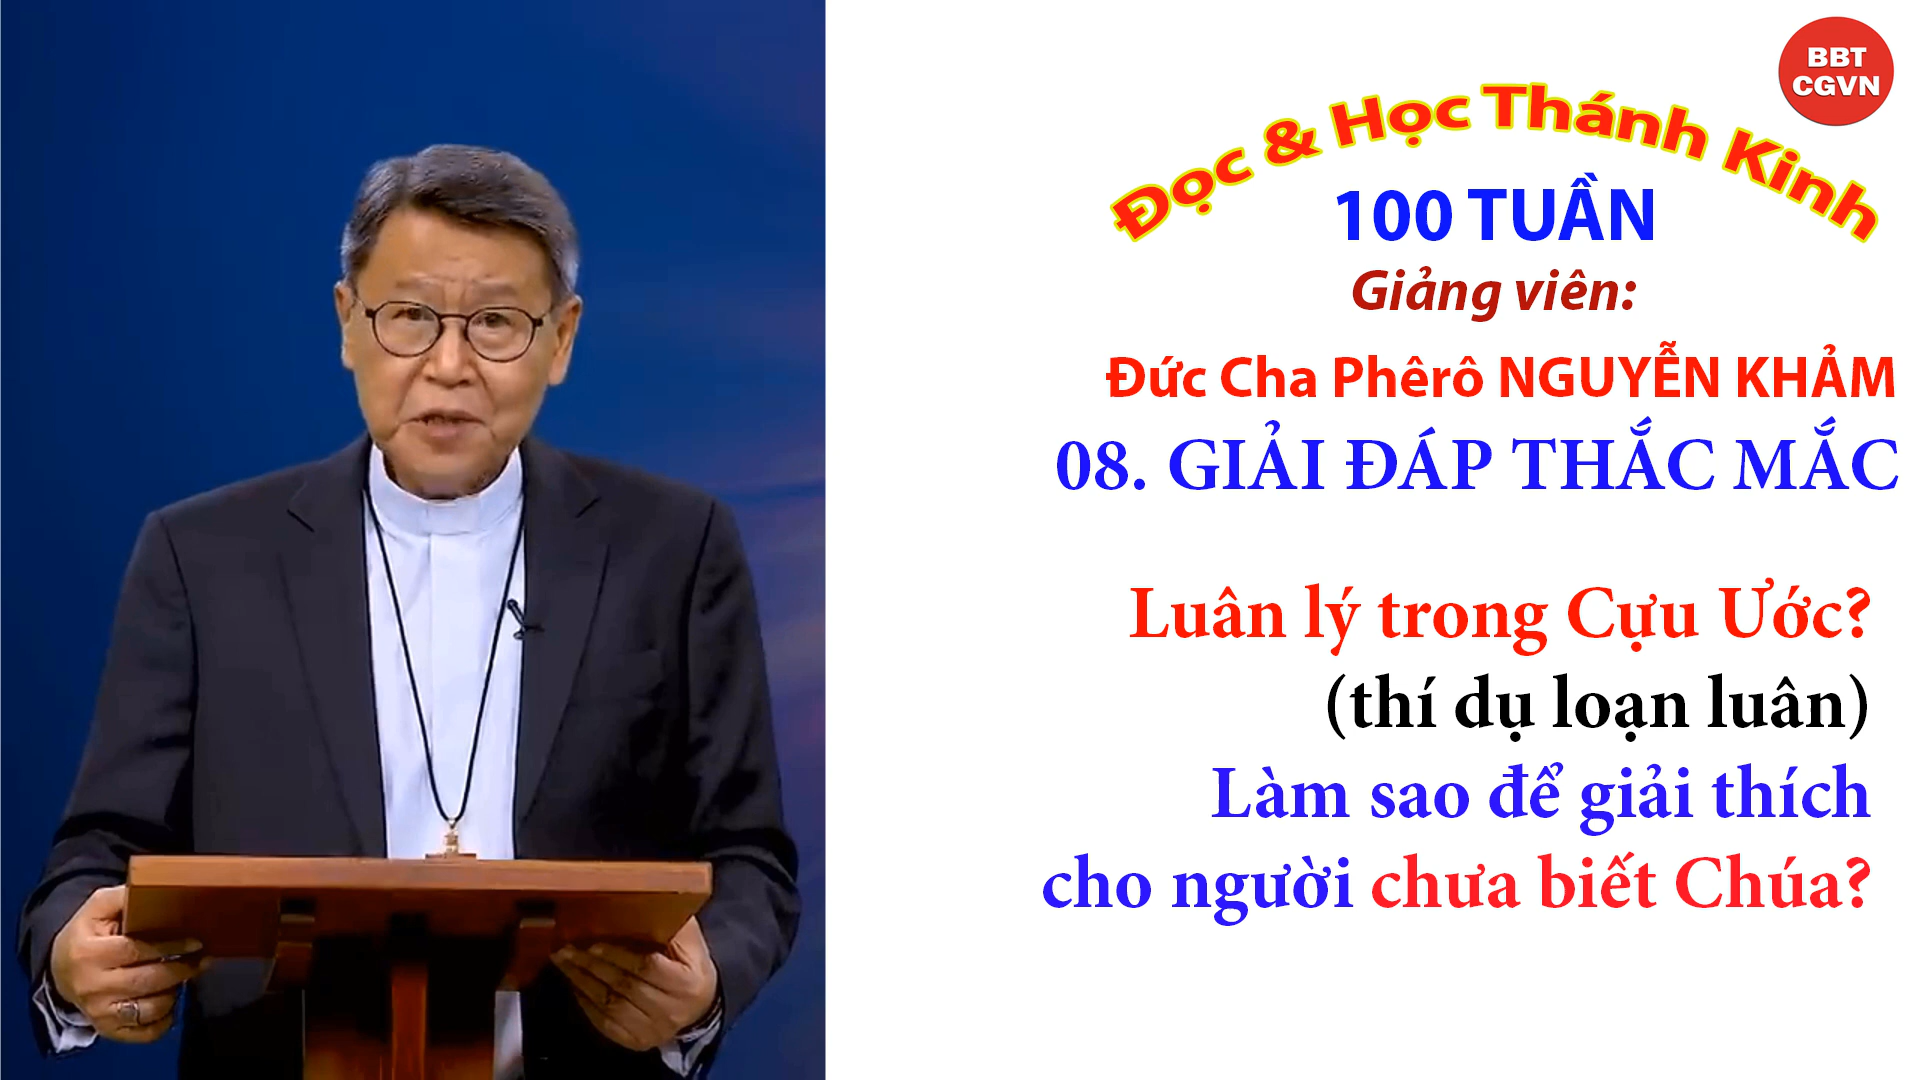 BBT
CGVN
Đọc & Học Thánh Kinh
100 TUẦN
Giảng viên:
Đức Cha Phêrô NGUYỄN KHẢM
08. GIẢI ĐÁP THẮC MẮC
Luân lý trong Cựu Ước?
(thí dụ loạn luân)
Làm sao để giải thích
cho người chưa biết Chúa?